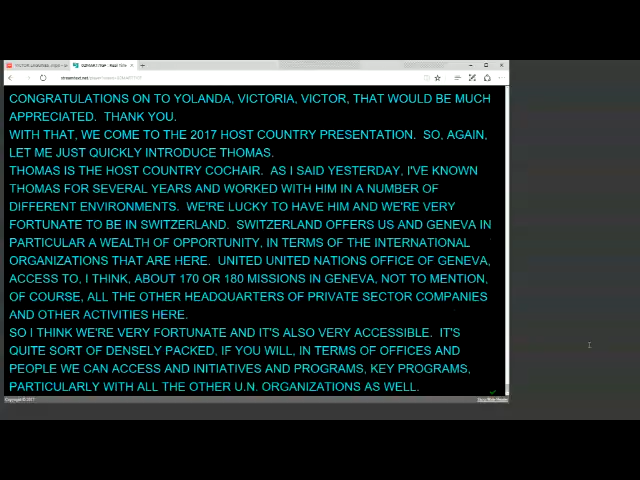 CONGRATULATIONS ON TO YOLANDA, VICTORIA, VICTOR, THAT WOULD BE MUCH
APPRECIATED.  THANK YOU.
WITH THAT, WE COME TO THE 2017 HOST COUNTRY PRESENTATION.  SO, AGAIN,
LET ME JUST QUICKLY INTRODUCE THOMAS.
THOMAS IS THE HOST COUNTRY COCHAIR.  AS I SAID YESTERDAY, I'VE KNOWN
THOMAS FOR SEVERAL YEARS AND WORKED WITH HIM IN A NUMBER OF
DIFFERENT ENVIRONMENTS.  WE'RE LUCKY TO HAVE HIM AND WE'RE VERY
FORTUNATE TO BE IN SWITZERLAND.  SWITZERLAND OFFERS US AND GENEVA IN
PARTICULAR A WEALTH OF OPPORTUNITY, IN TERMS OF THE INTERNATIONAL
ORGANIZATIONS THAT ARE HERE.  UNITED UNITED NATIONS OFFICE OF GENEVA,
ACCESS TO, I THINK, ABOUT 170 OR 180 MISSIONS IN GENEVA, NOT TO MENTION,
OF COURSE, ALL THE OTHER HEADQUARTERS OF PRIVATE SECTOR COMPANIES
AND OTHER ACTIVITIES HERE.
SO I THINK WE'RE VERY FORTUNATE AND IT'S ALSO VERY ACCESSIBLE.  IT'S
QUITE SORT OF DENSELY PACKED, IF YOU WILL, IN TERMS OF OFFICES AND
PEOPLE WE CAN ACCESS AND INITIATIVES AND PROGRAMS, KEY PROGRAMS,
PARTICULARLY WITH ALL THE OTHER U.N. ORGANIZATIONS AS WELL.
Copyright © 2017